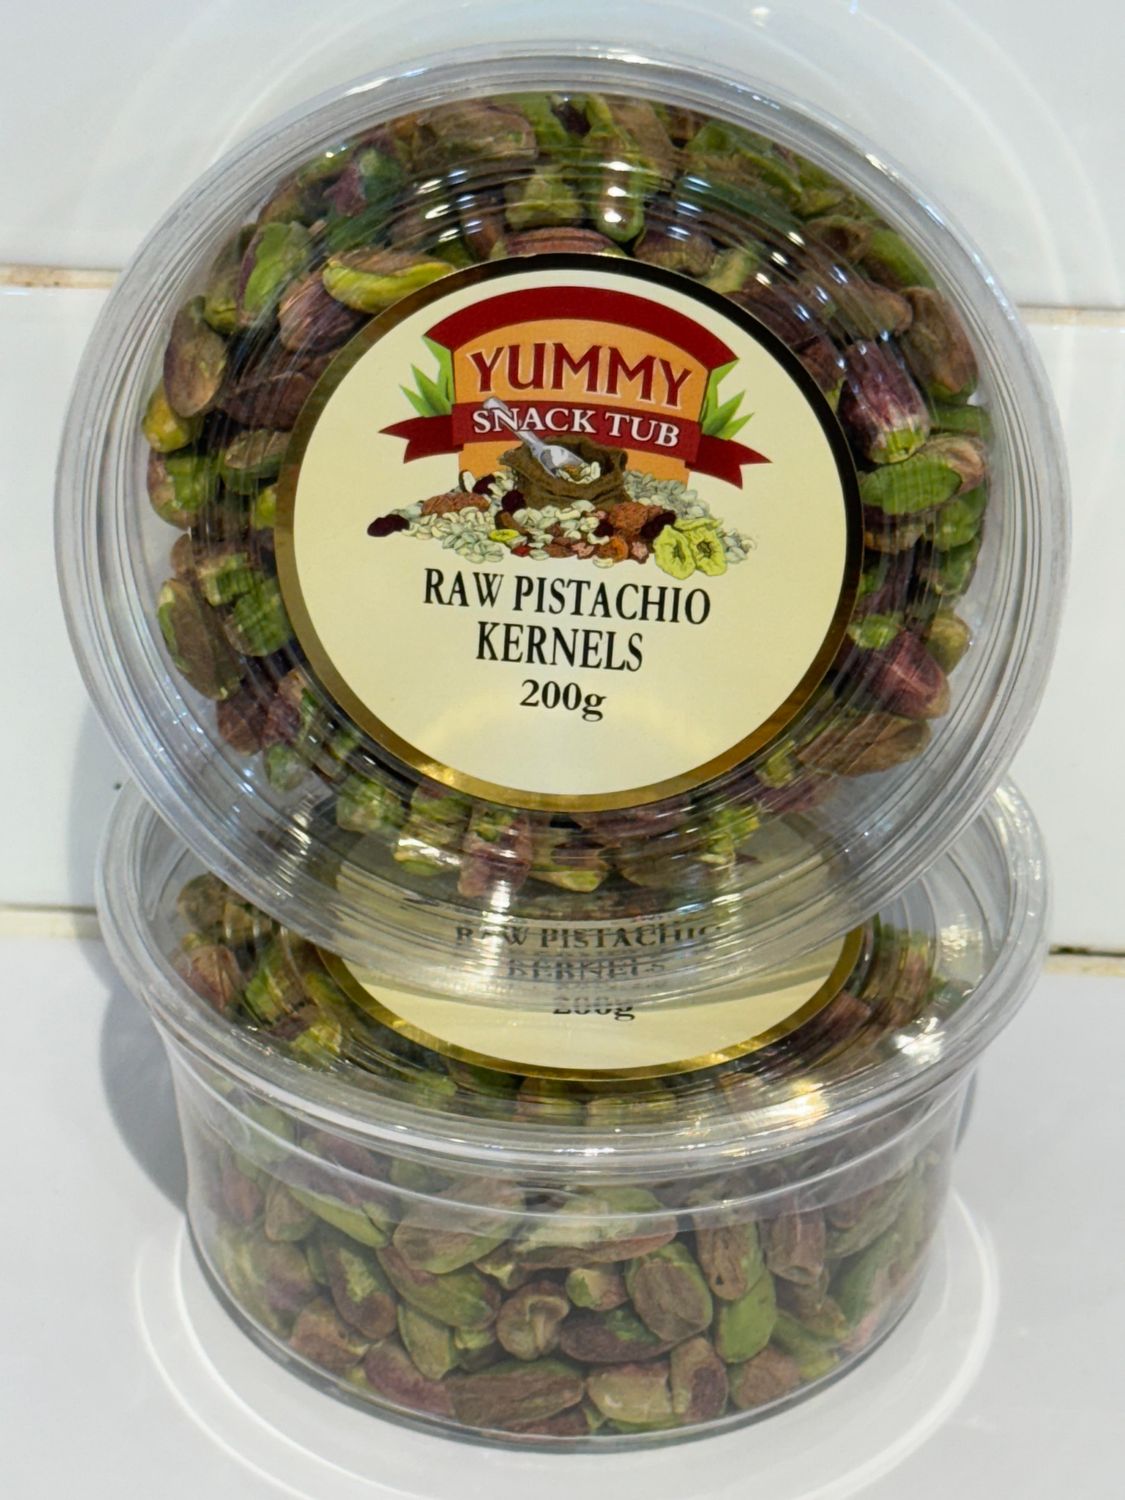 YUMMY
SNACK TUB
RAW PISTACHIO
KERNELS
200g
RAW PISTACHIO
KERNELS
200g